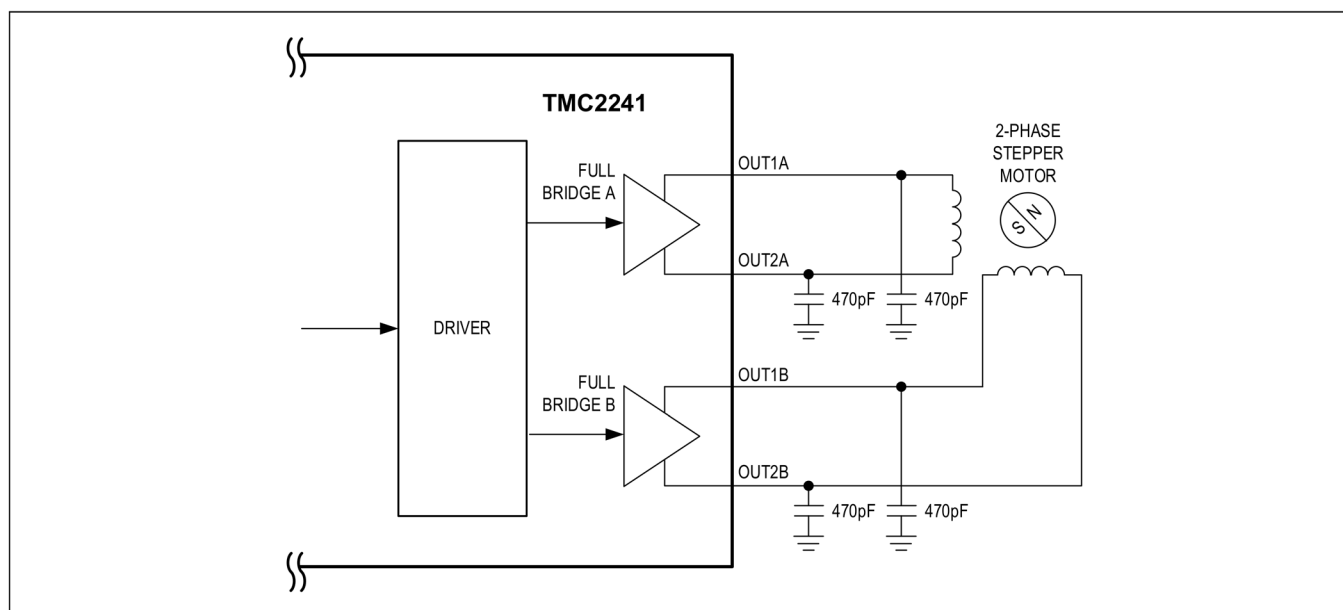 TMC2241
2-PHASE
STEPPER
MOTOR
FULL
BRIDGE A
OUT1A
S N
OUT2A
470pF 470pF
DRIVER
FULL
BRIDGE B
OUT1B
OUT2B
470pF 470pF